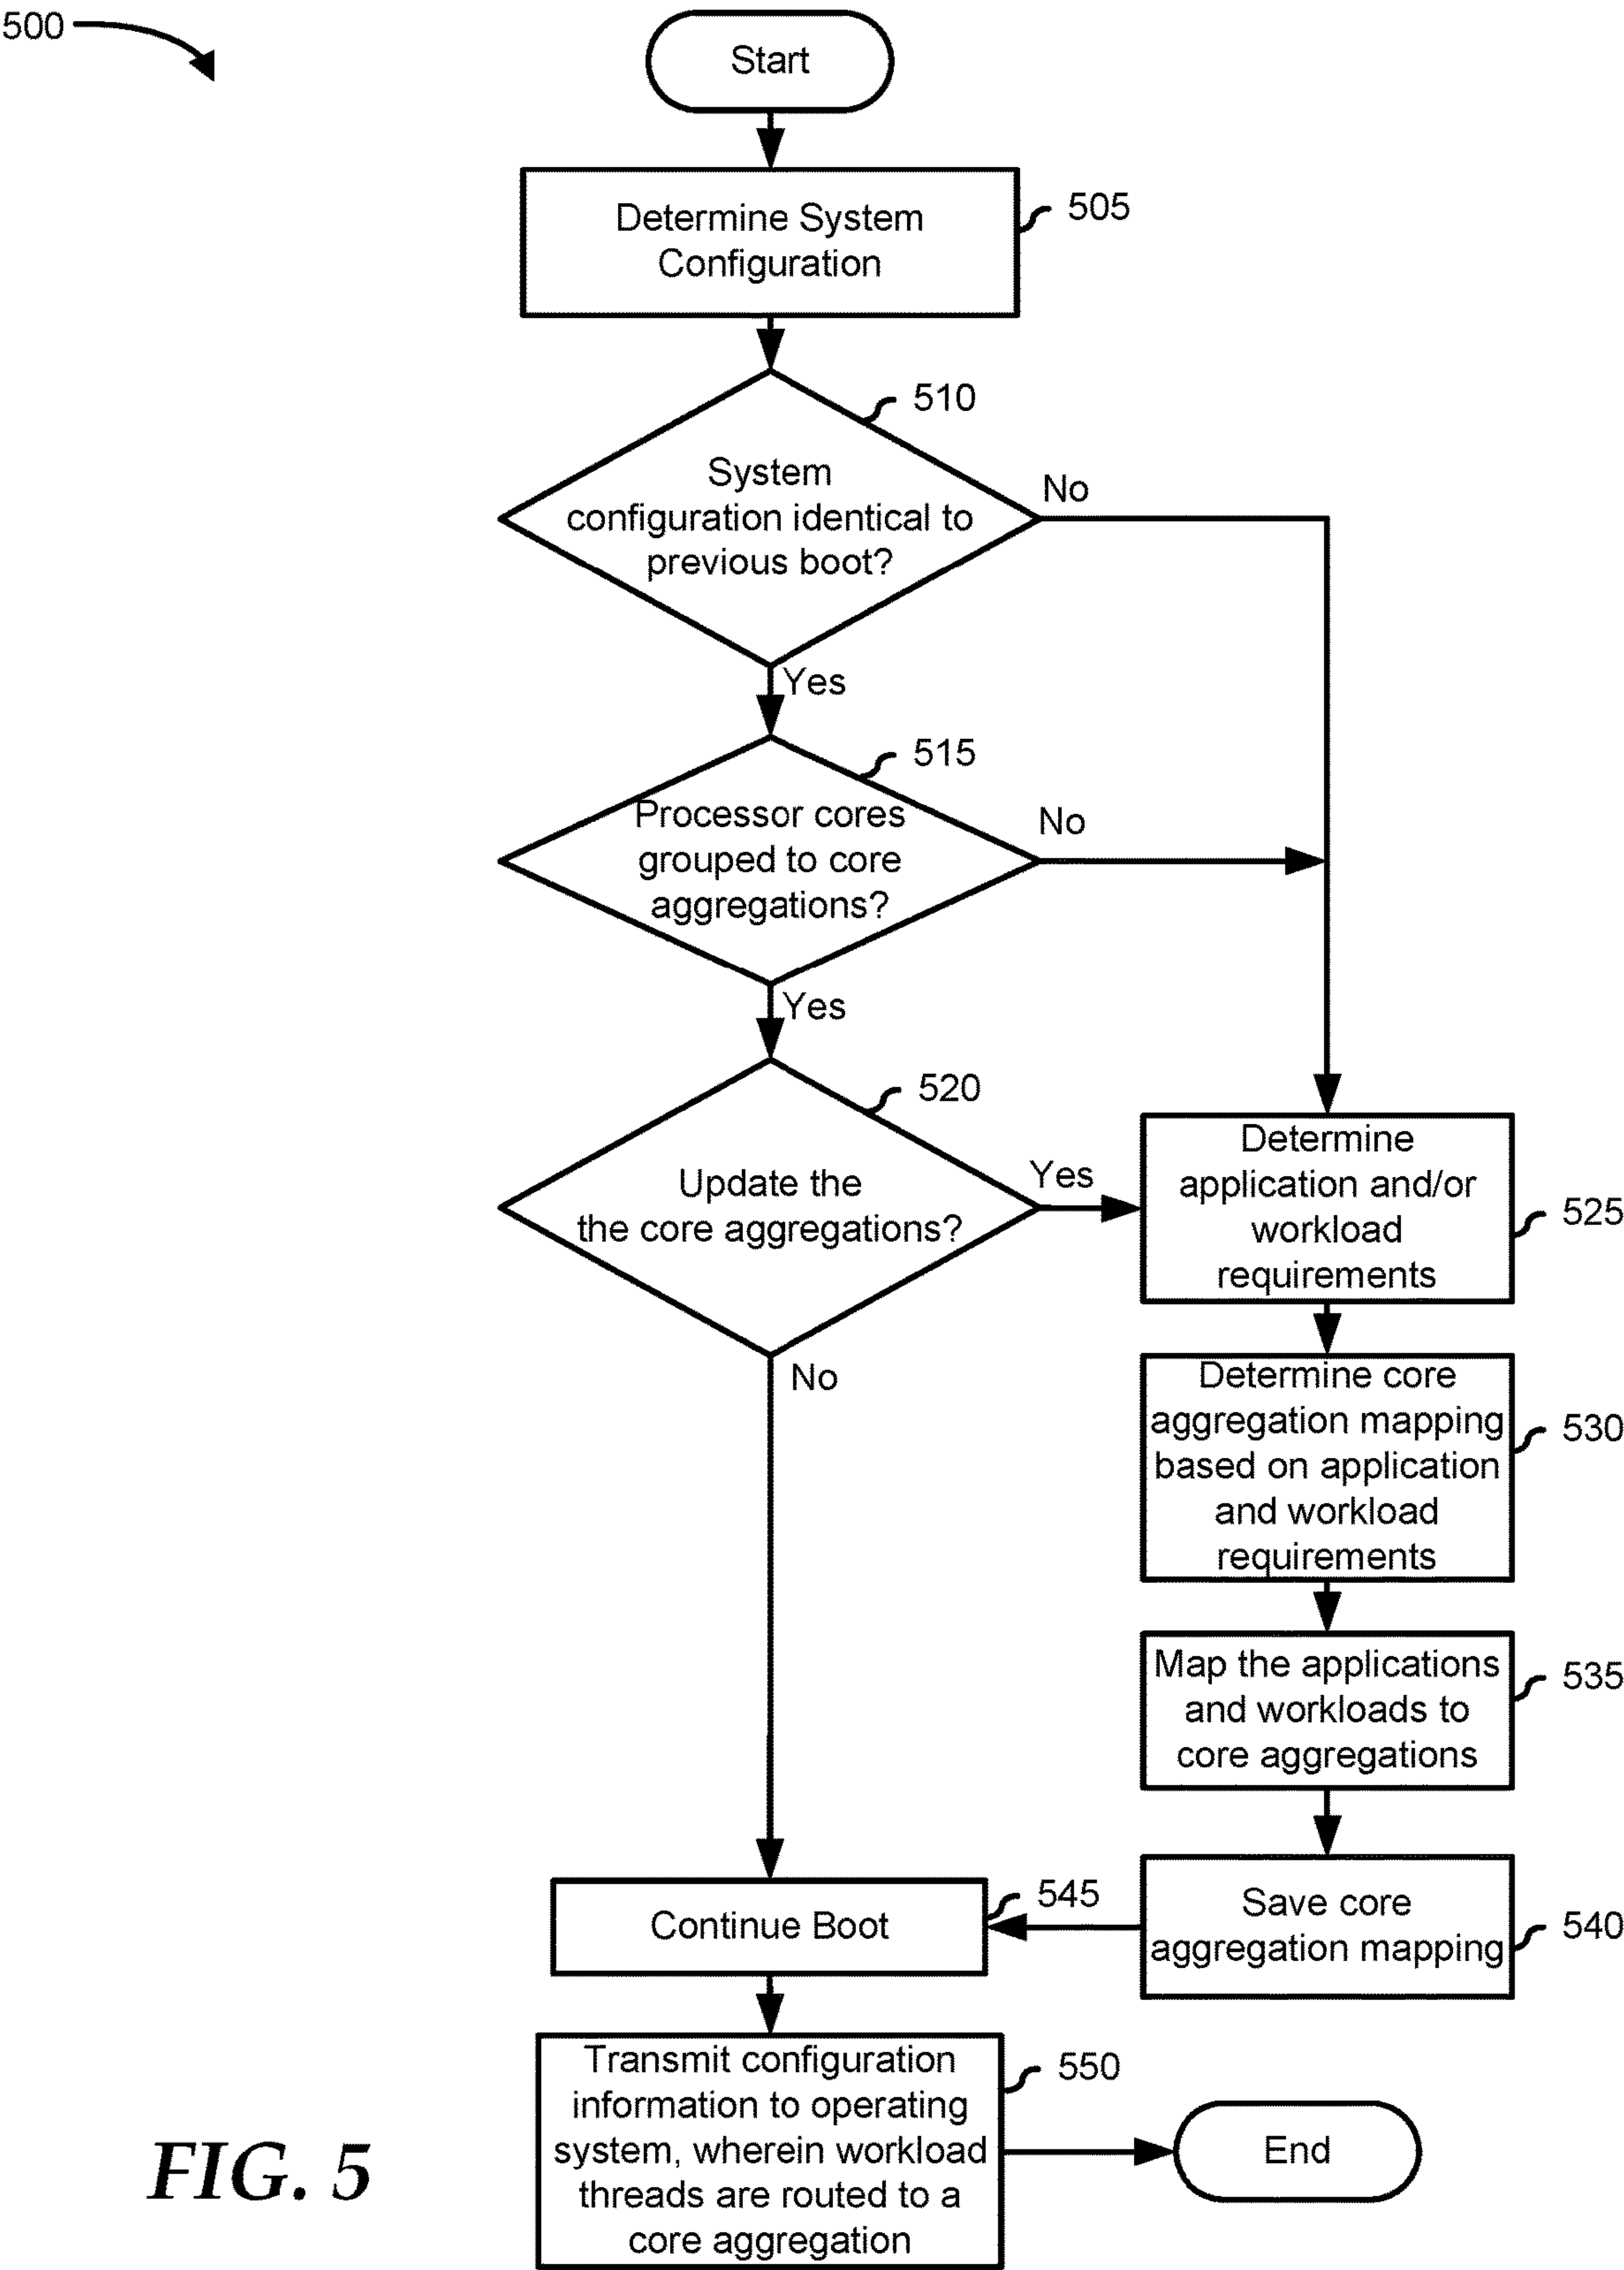 500
Start
Determine System
Configuration
505
510
System
configuration identical to
previous boot?
No
Yes
515
Processor cores
grouped to core
aggregations?
No
Yes
520
Update the
the core aggregations?
Yes
No
Determine
application and/or
workload
requirements
525
Determine core
aggregation mapping
based on application
and workload
requirements
530
Map the applications
and workloads to
core aggregations
535
Save core
aggregation mapping
540
Continue Boot
545
Transmit configuration
information to operating
system, wherein workload
threads are routed to a
core aggregation
550
End
FIG. 5